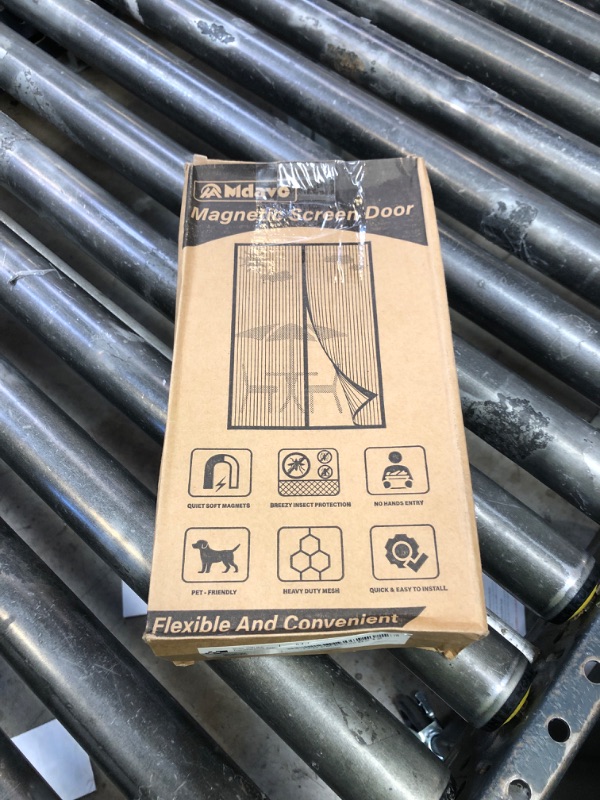 Mdavo
Magnetic Screen Door
QUIET SOFT MAGNETS
BREEZY INSECT PROTECTION
NO HANDS ENTRY
PET - FRIENDLY
HEAVY DUTY MESH
QUICK & EASY TO INSTALL
Flexible And Convenient